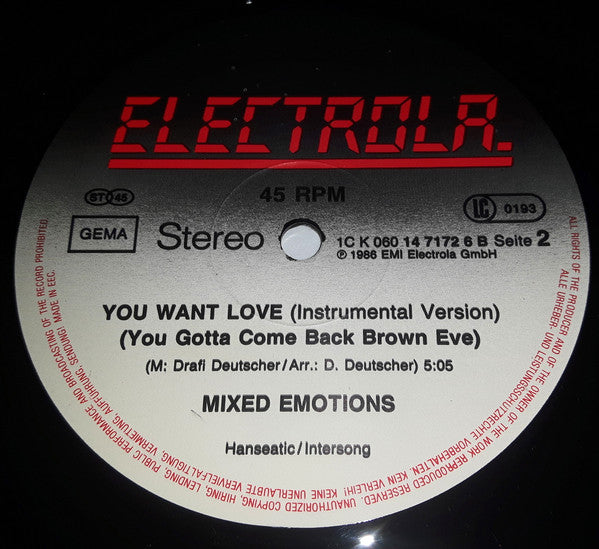 ELECTROLA.
45 RPM
ST 45
LC 0193
GEMA
Stereo
1C K 060 14 7172 6 B Seite 2
℗ 1986 EMI Electrola GmbH
YOU WANT LOVE (Instrumental Version)
(You Gotta Come Back Brown Eve)
(M: Drafi Deutscher/Arr.: D. Deutscher) 5:05
MIXED EMOTIONS
Hanseatic/Intersong
ALL RIGHTS OF THE PRODUCER AND OF THE OWNER OF THE WORK REPRODUCED RESERVED. UNAUTHORIZED COPYING, HIRING, LENDING, PUBLIC PERFORMANCE AND BROADCASTING OF THE RECORD PROHIBITED.
ALLE URHEBER- UND LEISTUNGSSCHUTZRECHTE VORBEHALTEN. KEIN VERLEIH! KEINE UNERLAUBTE VERVIELFÄLTIGUNG, VERMIETUNG, AUFFÜHRUNG, SENDUNG! MADE IN EEC.